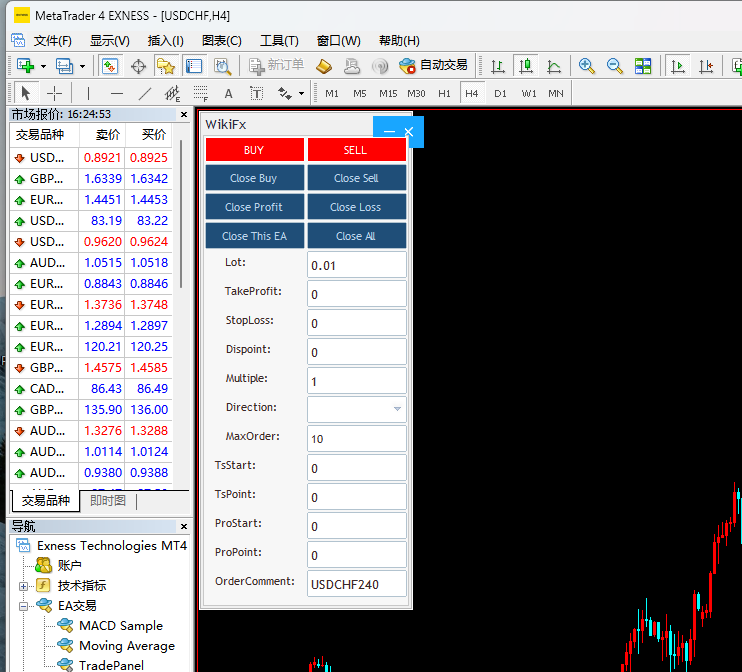 MetaTrader 4 EXNESS - [USDCHF,H4]
文件(F) 显示(V) 插入(I) 图表(C) 工具(T) 窗口(W) 帮助(H)
新订单 自动交易
A T M1 M5 M15 M30 H1 H4 D1 W1 MN
市场报价: 16:24:53
交易品种 卖价 买价
USD... 0.8921 0.8925
GBP... 1.6339 1.6342
EUR... 1.4451 1.4453
USD... 83.19 83.22
USD... 0.9620 0.9624
AUD... 1.0515 1.0518
EUR... 0.8843 0.8846
EUR... 1.3736 1.3748
EUR... 1.2894 1.2897
EUR... 120.21 120.25
GBP... 1.4575 1.4585
CAD... 86.43 86.49
GBP... 135.90 136.00
AUD... 1.3276 1.3288
AUD... 1.0114 1.0124
AUD... 0.9380 0.9388
交易品种 即时图
导航
Exness Technologies MT4
账户
技术指标
EA交易
MACD Sample
Moving Average
TradePanel
WikiFx
BUY SELL
Close Buy Close Sell
Close Profit Close Loss
Close This EA Close All
Lot: 0.01
TakeProfit: 0
StopLoss: 0
Dispoint: 0
Multiple: 1
Direction:
MaxOrder: 10
TsStart: 0
TsPoint: 0
ProStart: 0
ProPoint: 0
OrderComment: USDCHF240